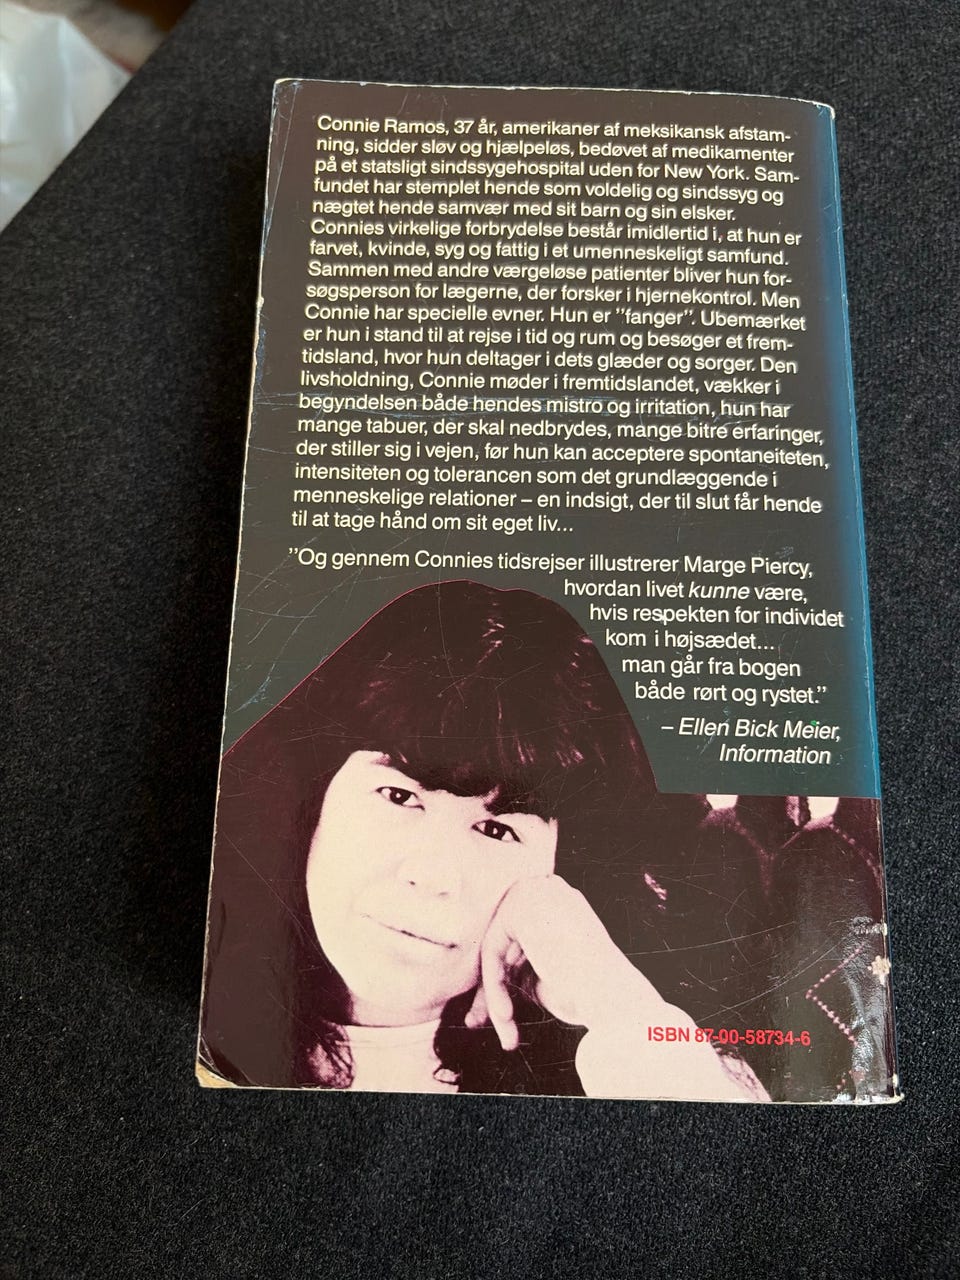 Connie Ramos, 37 år, amerikaner af meksikansk afstam-
ning, sidder sløv og hjælpeløs, bedøvet af medikamenter
på et statsligt sindssygehospital uden for New York. Sam-
fundet har stemplet hende som voldelig og sindssyg og
nægtet hende samvær med sit barn og sin elsker.
Connies virkelige forbrydelse består imidlertid i, at hun er
farvet, kvinde, syg og fattig i et umenneskeligt samfund.
Sammen med andre værgeløse patienter bliver hun for-
søgsperson for lægerne, der forsker i hjernekontrol. Men
Connie har specielle evner. Hun er ''fanger''. Ubemærket
er hun i stand til at rejse i tid og rum og besøger et frem-
tidsland, hvor hun deltager i dets glæder og sorger. Den
livsholdning, Connie møder i fremtidslandet, vækker i
begyndelsen både hendes mistro og irritation, hun har
mange tabuer, der skal nedbrydes, mange bitre erfaringer,
der stiller sig i vejen, før hun kan acceptere spontaneiteten,
intensiteten og tolerancen som det grundlæggende i
menneskelige relationer – en indsigt, der til slut får hende
til at tage hånd om sit eget liv...
''Og gennem Connies tidsrejser illustrerer Marge Piercy,
hvordan livet kunne være,
hvis respekten for individet
kom i højsædet...
man går fra bogen
både rørt og rystet.''
– Ellen Bick Meier,
Information
ISBN 87-00-58734-6